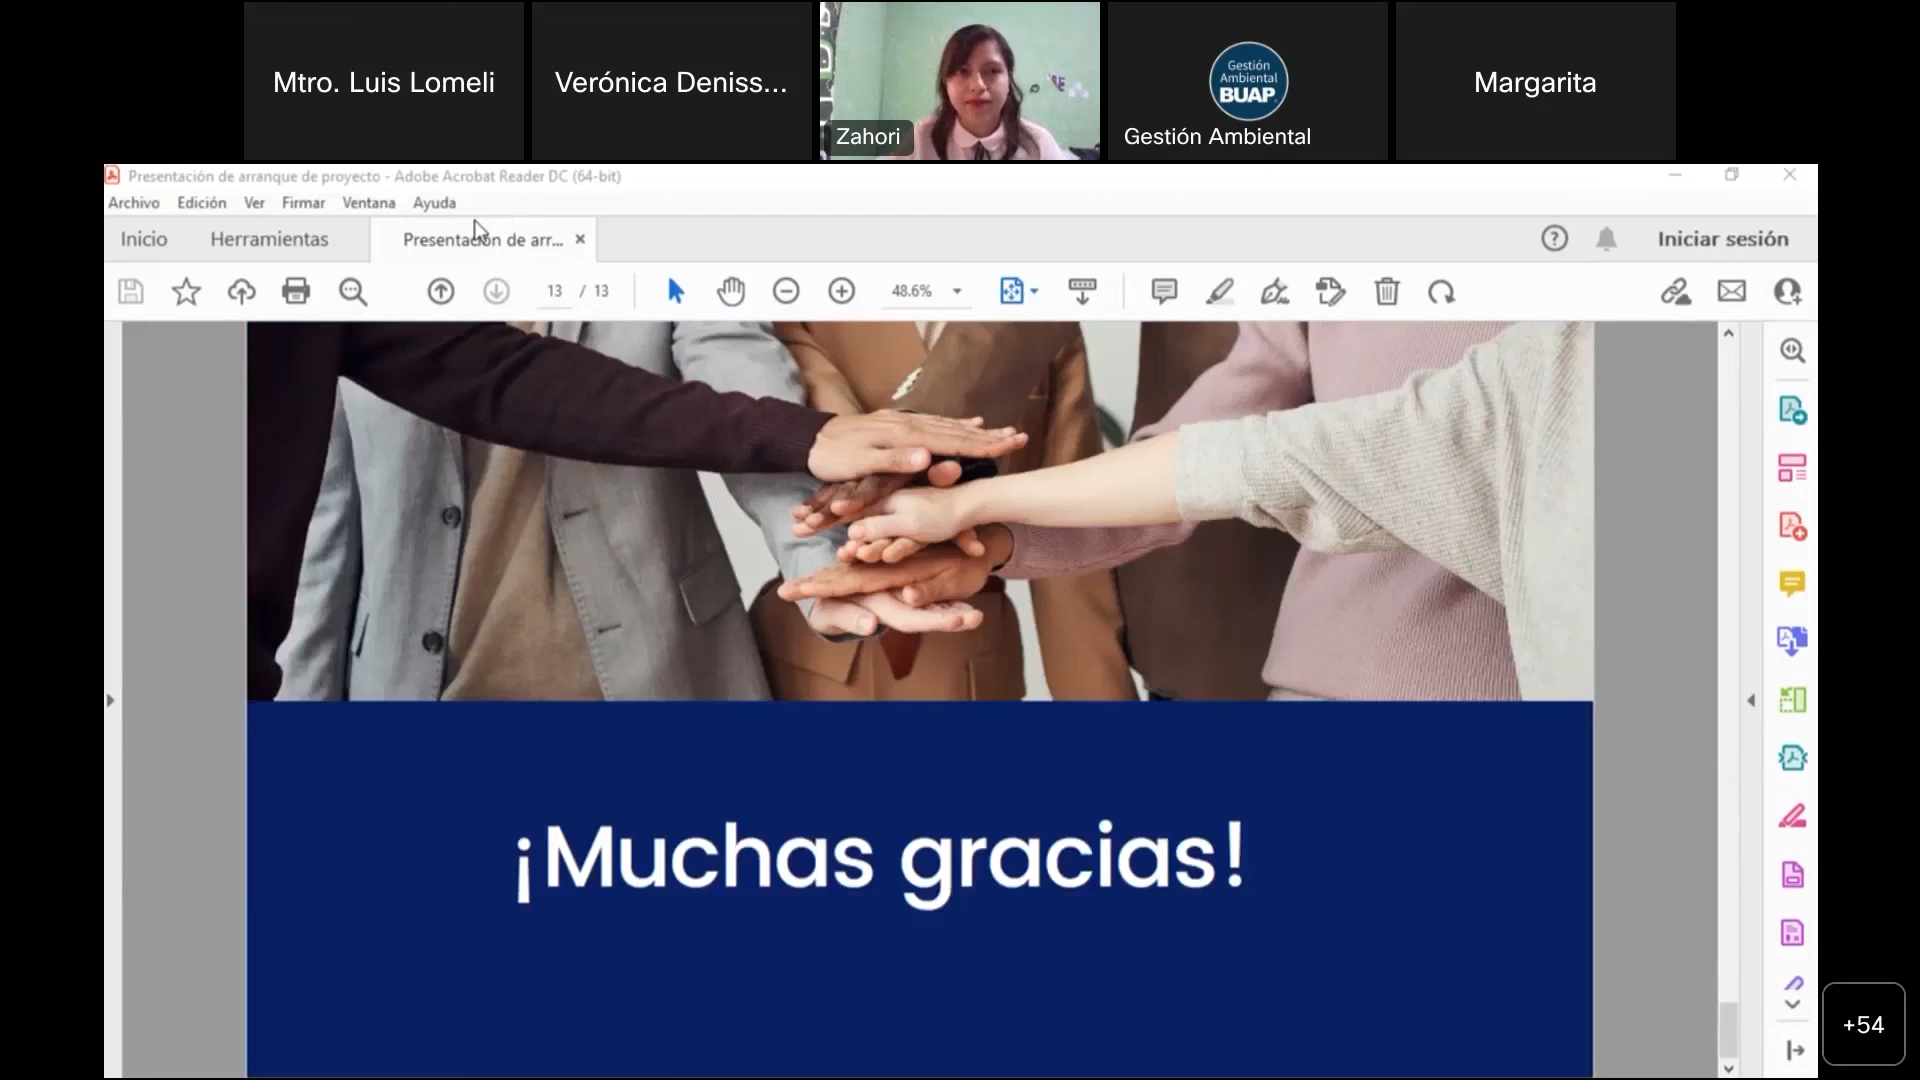 Mtro. Luis Lomeli
Verónica Deniss...
Zahori
Gestión
Ambiental
BUAP
Gestión Ambiental
Margarita
Presentación de arranque de proyecto - Adobe Acrobat Reader DC (64-bit)
Archivo Edición Ver Firmar Ventana Ayuda
Inicio Herramientas Presentación de arr... Iniciar sesión
13 / 13 48.6%
¡Muchas gracias!
+54